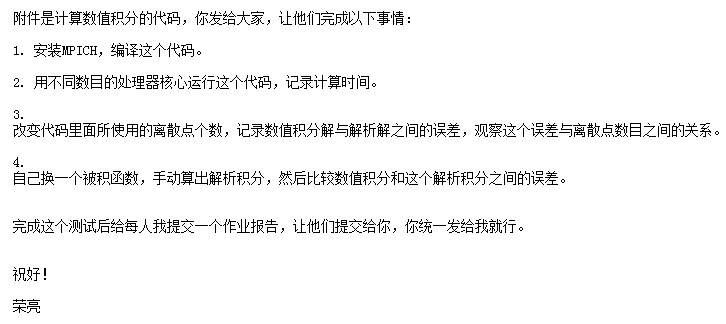 附件是计算数值积分的代码，你发给大家，让他们完成以下事情：
1. 安装MPICH，编译这个代码。
2. 用不同数目的处理器核心运行这个代码，记录计算时间。
3.
改变代码里面所使用的离散点个数，记录数值积分解与解析解之间的误差，观察这个误差与离散点数目之间的关系。
4.
自己换一个被积函数，手动算出解析积分，然后比较数值积分和这个解析积分之间的误差。
完成这个测试后给每人我提交一个作业报告，让他们提交给你，你统一发给我就行。
祝好!
荣亮